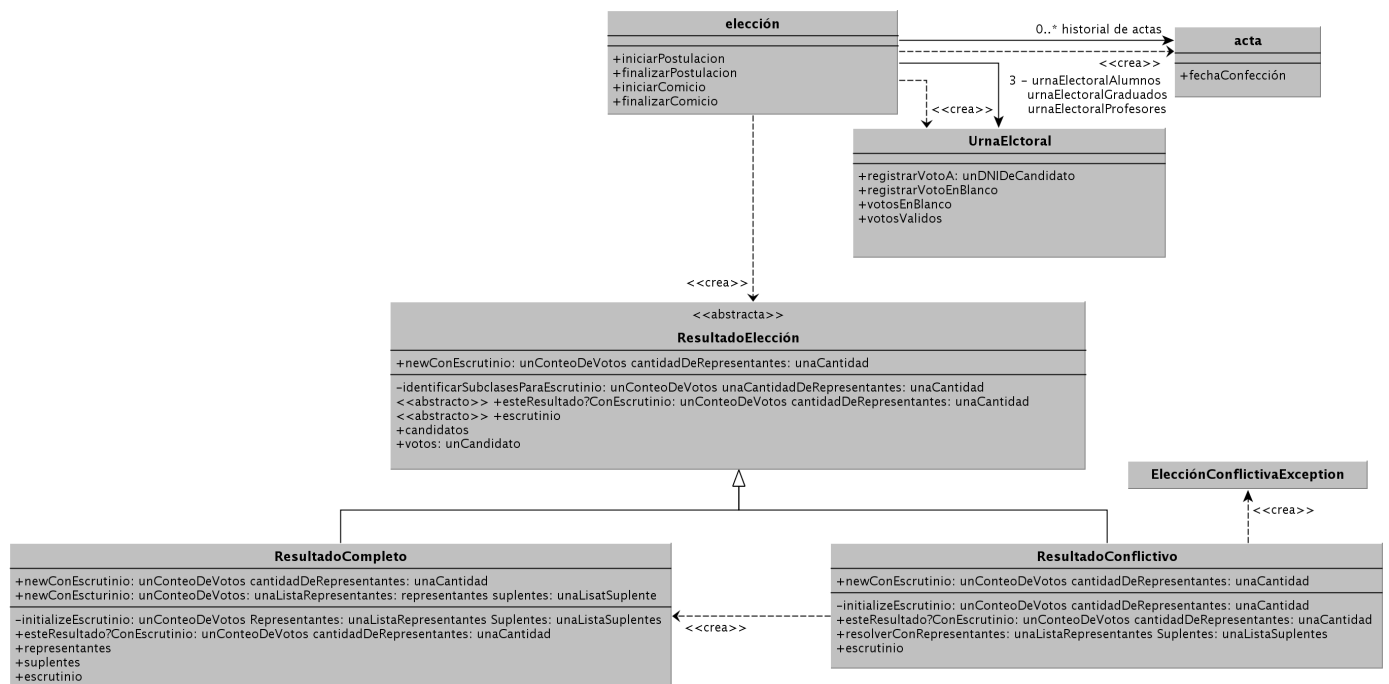 elección
+iniciarPostulacion
+finalizarPostulacion
+iniciarComicio
+finalizarComicio
0..* historial de actas
<<crea>>
acta
+fechaConfección
3 - urnaElectoralAlumnos
urnaElectoralGraduados
urnaElectoralProfesores
<<crea>>
UrnaElctoral
+registrarVotoA: unDNIDeCandidato
+registrarVotoEnBlanco
+votosEnBlanco
+votosValidos
<<crea>>
<<abstracta>>
ResultadoElección
+newConEscrutinio: unConteoDeVotos cantidadDeRepresentantes: unaCantidad
-identificarSubclasesParaEscrutinio: unConteoDeVotos unaCantidadDeRepresentantes: unaCantidad
<<abstracto>> +esteResultado?ConEscrutinio: unConteoDeVotos cantidadDeRepresentantes: unaCantidad
<<abstracto>> +escrutinio
+candidatos
+votos: unCandidato
ElecciónConflictivaException
<<crea>>
ResultadoCompleto
+newConEscrutinio: unConteoDeVotos cantidadDeRepresentantes: unaCantidad
+newConEscturinio: unConteoDeVotos: unaListaRepresentantes: representantes suplentes: unaLisatSuplente
-initializeEscrutinio: unConteoDeVotos Representantes: unaListaRepresentantes Suplentes: unaListaSuplentes
+esteResultado?ConEscrutinio: unConteoDeVotos cantidadDeRepresentantes: unaCantidad
+representantes
+suplentes
+escrutinio
<<crea>>
ResultadoConflictivo
+newConEscrutinio: unConteoDeVotos cantidadDeRepresentantes: unaCantidad
-initializeEscrutinio: unConteoDeVotos cantidadDeRepresentantes: unaCantidad
+esteResultado?ConEscrutinio: unConteoDeVotos cantidadDeRepresentantes: unaCantidad
+resolverConRepresentantes: unaListaRepresentantes Suplentes: unaListaSuplentes
+escrutinio